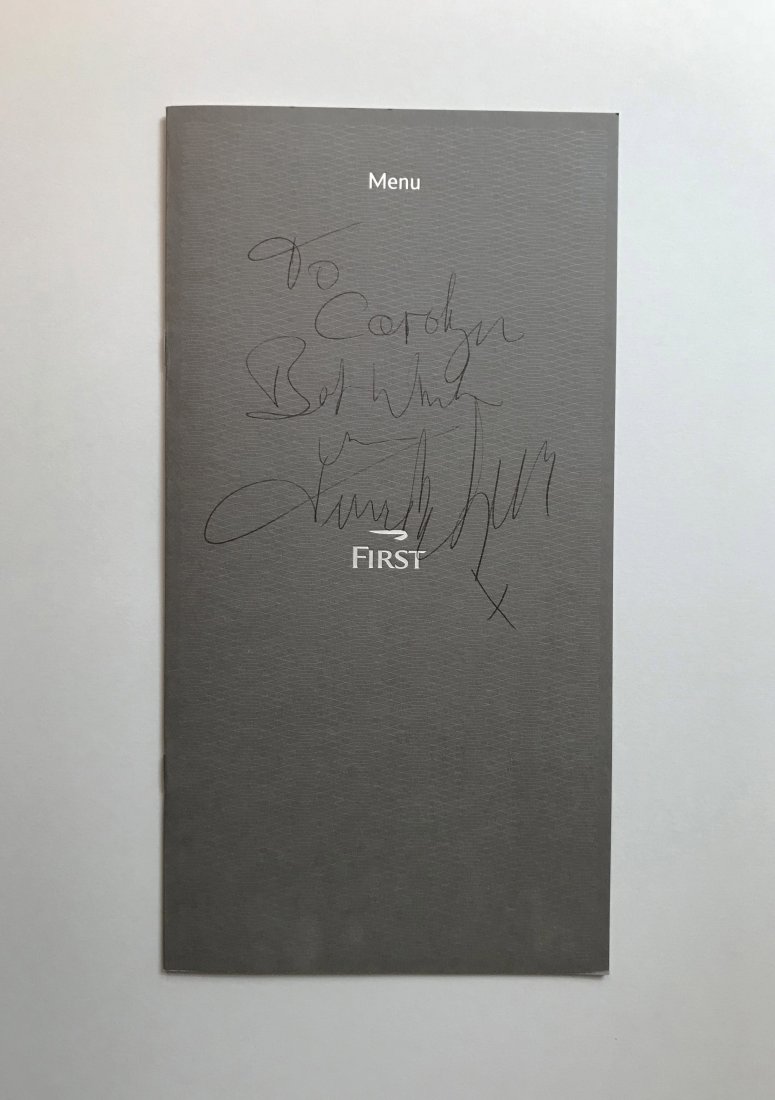 Menu
To
Carolyn
Best Wishes
FIRST